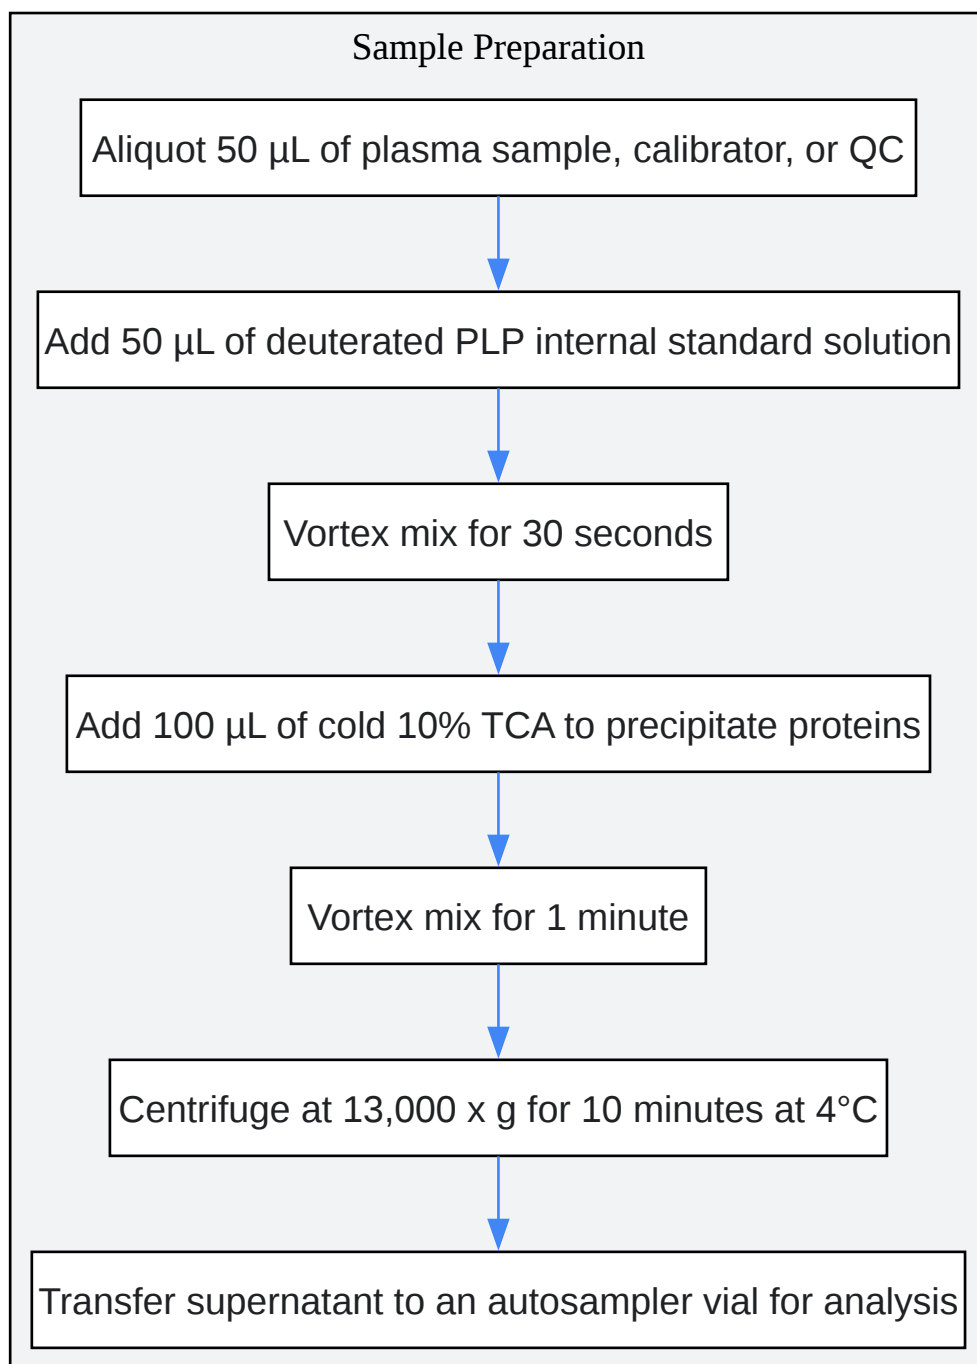 Sample Preparation
Aliquot 50 µL of plasma sample, calibrator, or QC
Add 50 µL of deuterated PLP internal standard solution
Vortex mix for 30 seconds
Add 100 µL of cold 10% TCA to precipitate proteins
Vortex mix for 1 minute
Centrifuge at 13,000 x g for 10 minutes at 4°C
Transfer supernatant to an autosampler vial for analysis